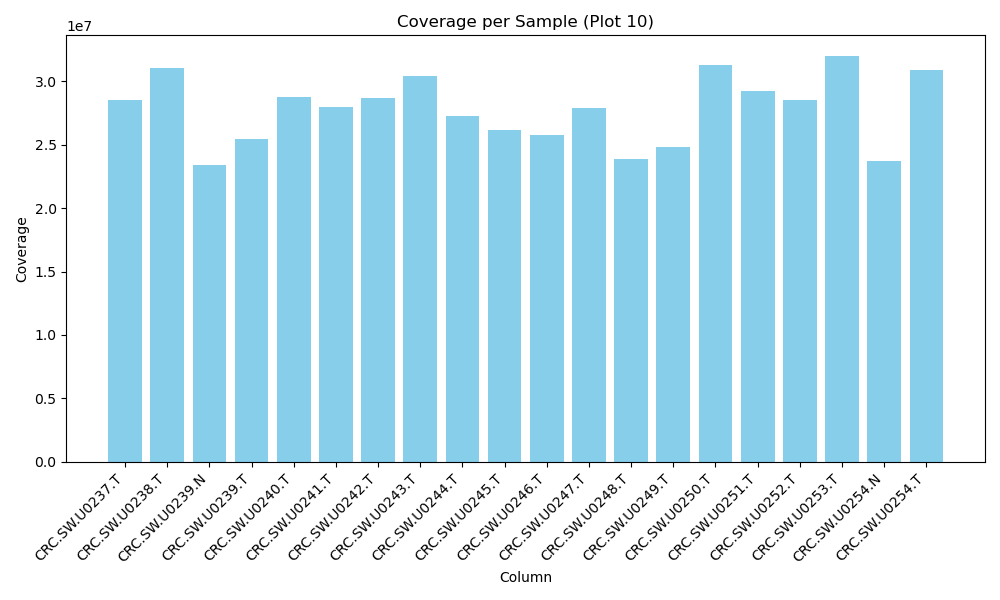 Coverage per Sample (Plot 10)
1e7
3.0
2.5
2.0
1.5
1.0
0.5
0.0
Coverage
CRC.SW.U0237.T
CRC.SW.U0238.T
CRC.SW.U0239.N
CRC.SW.U0239.T
CRC.SW.U0240.T
CRC.SW.U0241.T
CRC.SW.U0242.T
CRC.SW.U0243.T
CRC.SW.U0244.T
CRC.SW.U0245.T
CRC.SW.U0246.T
CRC.SW.U0247.T
CRC.SW.U0248.T
CRC.SW.U0249.T
CRC.SW.U0250.T
CRC.SW.U0251.T
CRC.SW.U0252.T
CRC.SW.U0253.T
CRC.SW.U0254.N
CRC.SW.U0254.T
Column